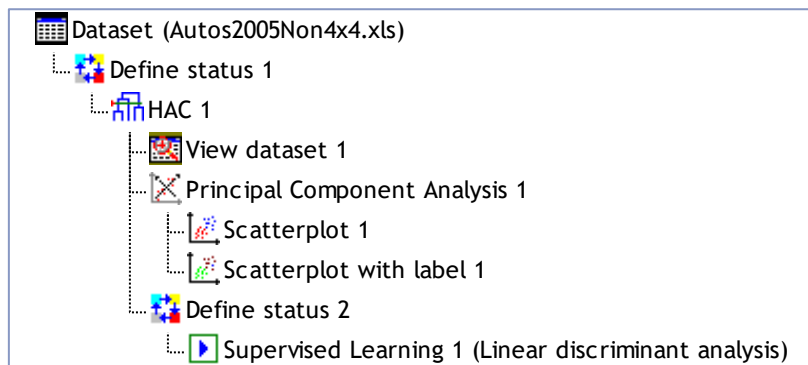 Dataset (Autos2005Non4x4.xls)
Define status 1
HAC 1
View dataset 1
Principal Component Analysis 1
Scatterplot 1
Scatterplot with label 1
Define status 2
Supervised Learning 1 (Linear discriminant analysis)